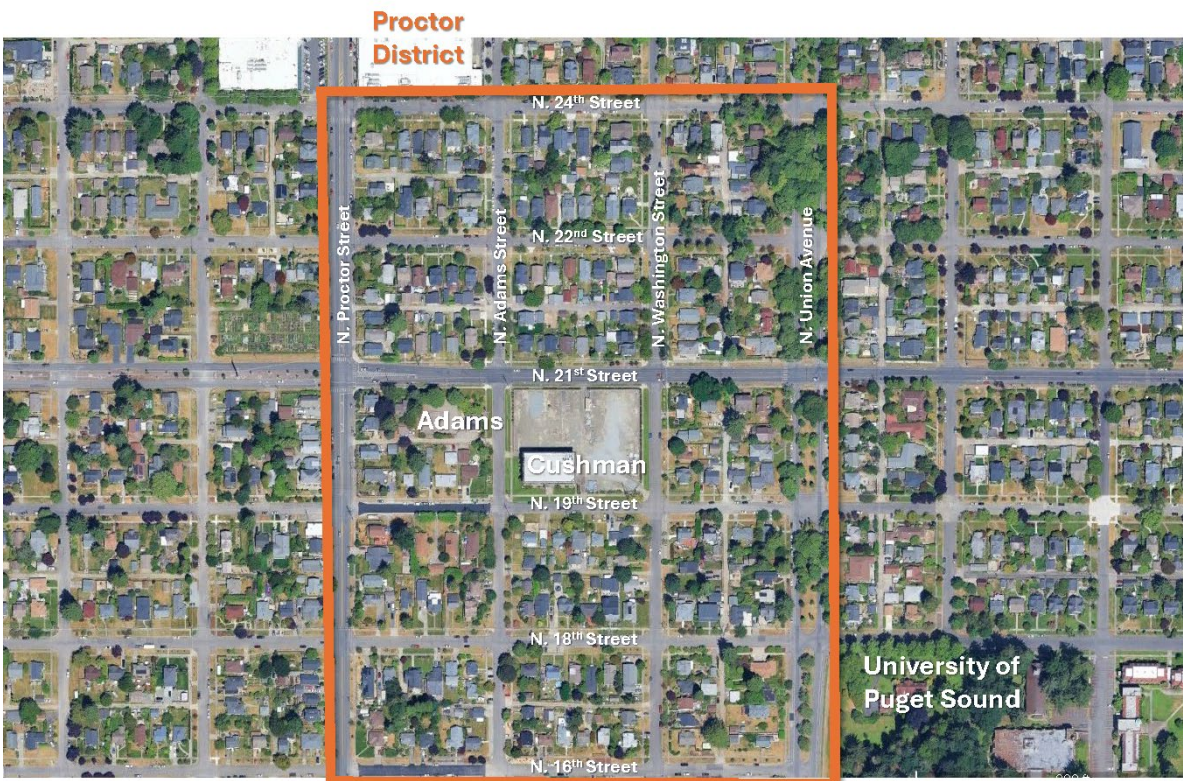 Proctor
District
N. 24th Street
N. Proctor Street
N. Adams Street
N. Washington Street
N. Union Avenue
N. 22nd Street
N. 21st Street
Adams
Cushman
N. 19th Street
N. 18th Street
University of
Puget Sound
N. 16th Street